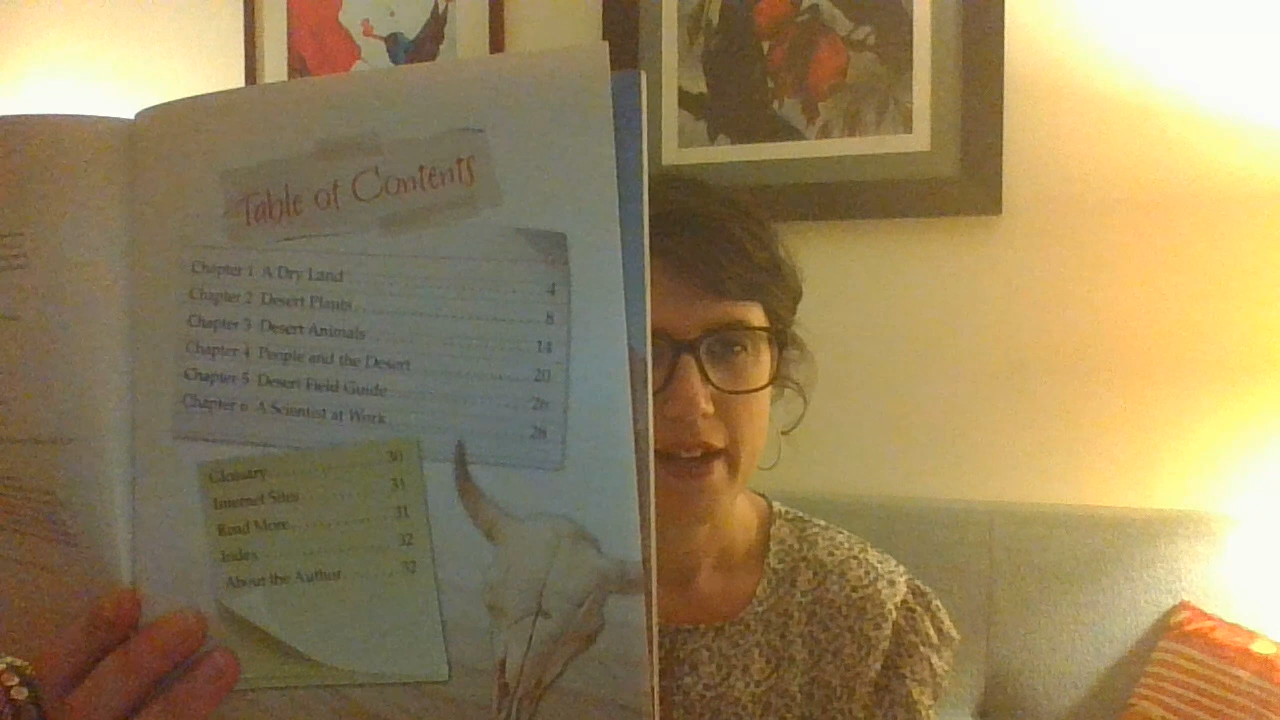 Table of Contents
Chapter 1 A Dry Land 4
Chapter 2 Desert Plants 8
Chapter 3 Desert Animals 14
Chapter 4 People and the Desert 20
Chapter 5 Desert Field Guide 26
Chapter 6 A Scientist at Work 28
Glossary 30
Internet Sites 31
Read More 31
Index 32
About the Author 32